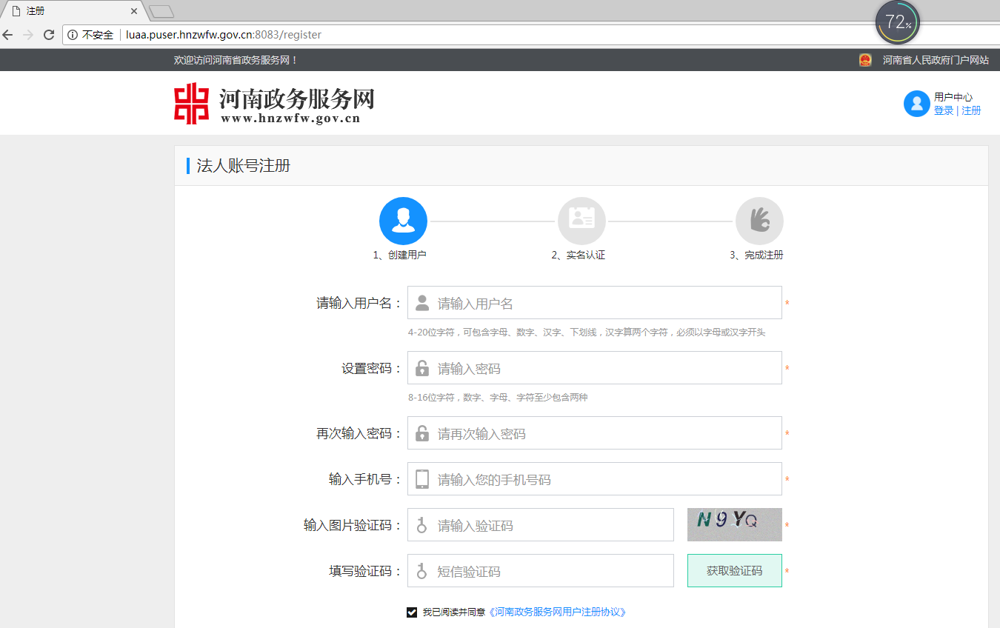 注册
不安全 luaa.puser.hnzwfw.gov.cn:8083/register
72%
欢迎访问河南省政务服务网！ 河南省人民政府门户网站
河南政务服务网
www.hnzwfw.gov.cn
用户中心
登录 | 注册
法人账号注册
1、创建用户 2、实名认证 3、完成注册
请输入用户名： 请输入用户名 *
4-20位字符，可包含字母、数字、汉字、下划线，汉字算两个字符，必须以字母或汉字开头
设置密码： 请输入密码 *
8-16位字符，数字、字母、字符至少包含两种
再次输入密码： 请再次输入密码 *
输入手机号： 请输入您的手机号码 *
输入图片验证码： 请输入验证码 N9YQ *
填写验证码： 短信验证码 获取验证码 *
我已阅读并同意《河南政务服务网用户注册协议》